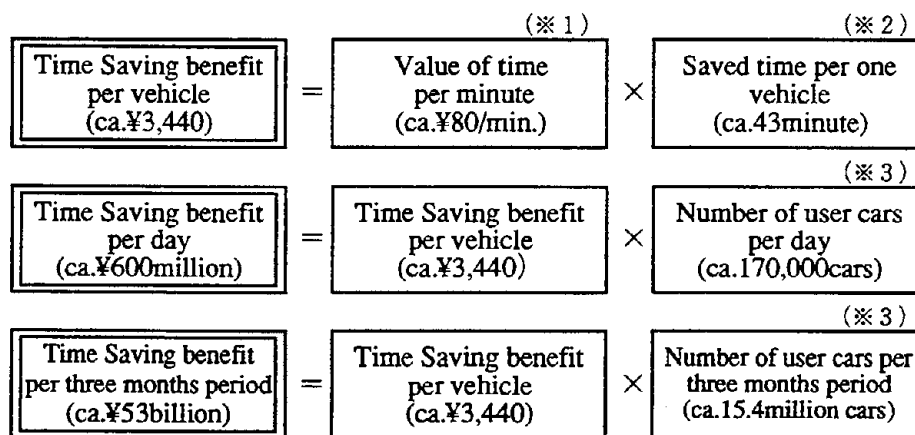 (※1) (※2)
Time Saving benefit per vehicle (ca.¥3,440) = Value of time per minute (ca.¥80/min.) × Saved time per one vehicle (ca.43minute)
(※3)
Time Saving benefit per day (ca.¥600million) = Time Saving benefit per vehicle (ca.¥3,440) × Number of user cars per day (ca.170,000cars)
(※3)
Time Saving benefit per three months period (ca.¥53billion) = Time Saving benefit per vehicle (ca.¥3,440) × Number of user cars per three months period (ca.15.4million cars)